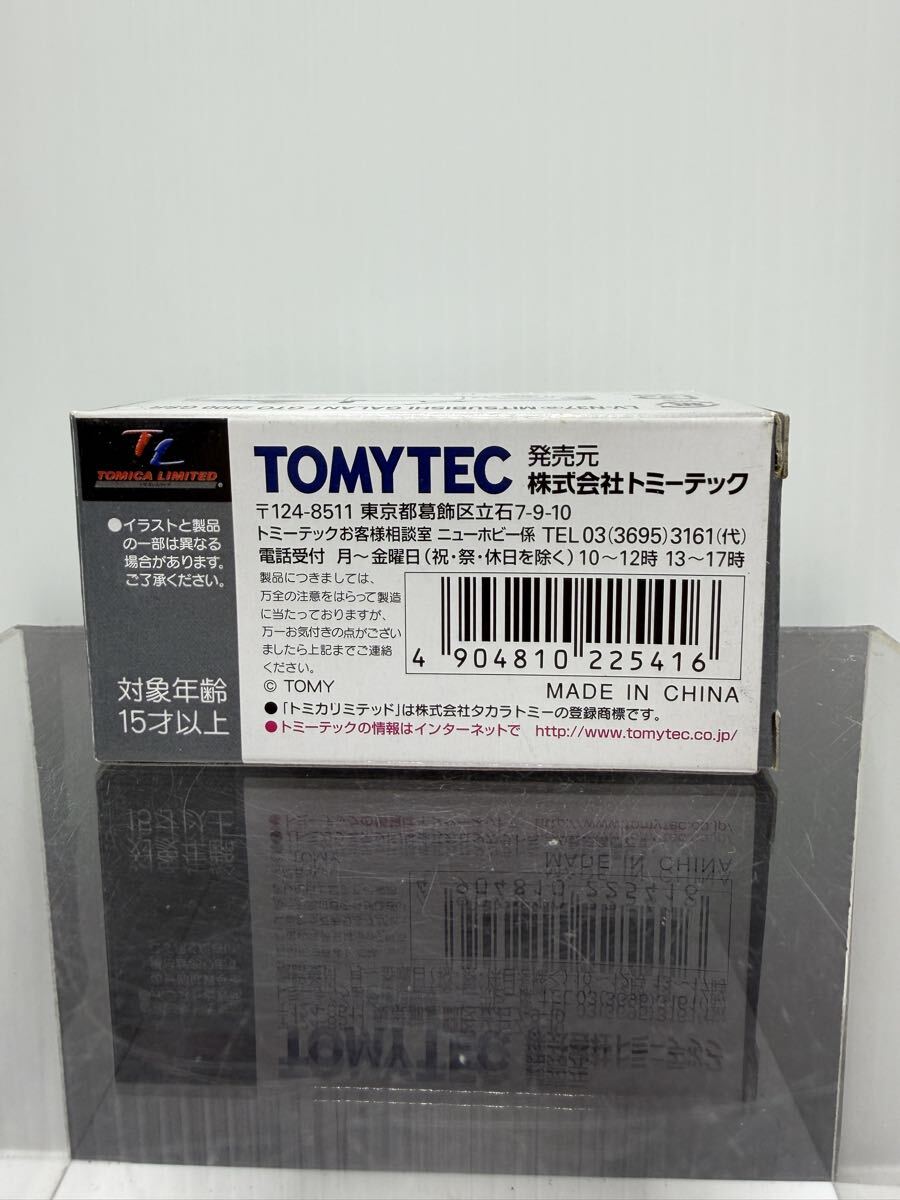 LV-N37 MITSUBISHI GALANT GTO 2000 GSR
TOMICA LIMITED
●イラストと製品
の一部は異なる
場合があります。
ご了承ください。
対象年齢
15才以上
TOMYTEC
発売元
株式会社トミーテック
〒124-8511 東京都葛飾区立石7-9-10
トミーテックお客様相談室 ニューホビー係 TEL 03(3695)3161(代)
電話受付 月～金曜日(祝・祭・休日を除く)10～12時 13～17時
製品につきましては、
万全の注意をはらって製造
に当たっておりますが、
万一お気付きの点がござい
ましたら上記までご連絡
ください。
4 904810 225416
© TOMY
MADE IN CHINA
●「トミカリミテッド」は株式会社タカラトミーの登録商標です。
●トミーテックの情報はインターネットで http://www.tomytec.co.jp/